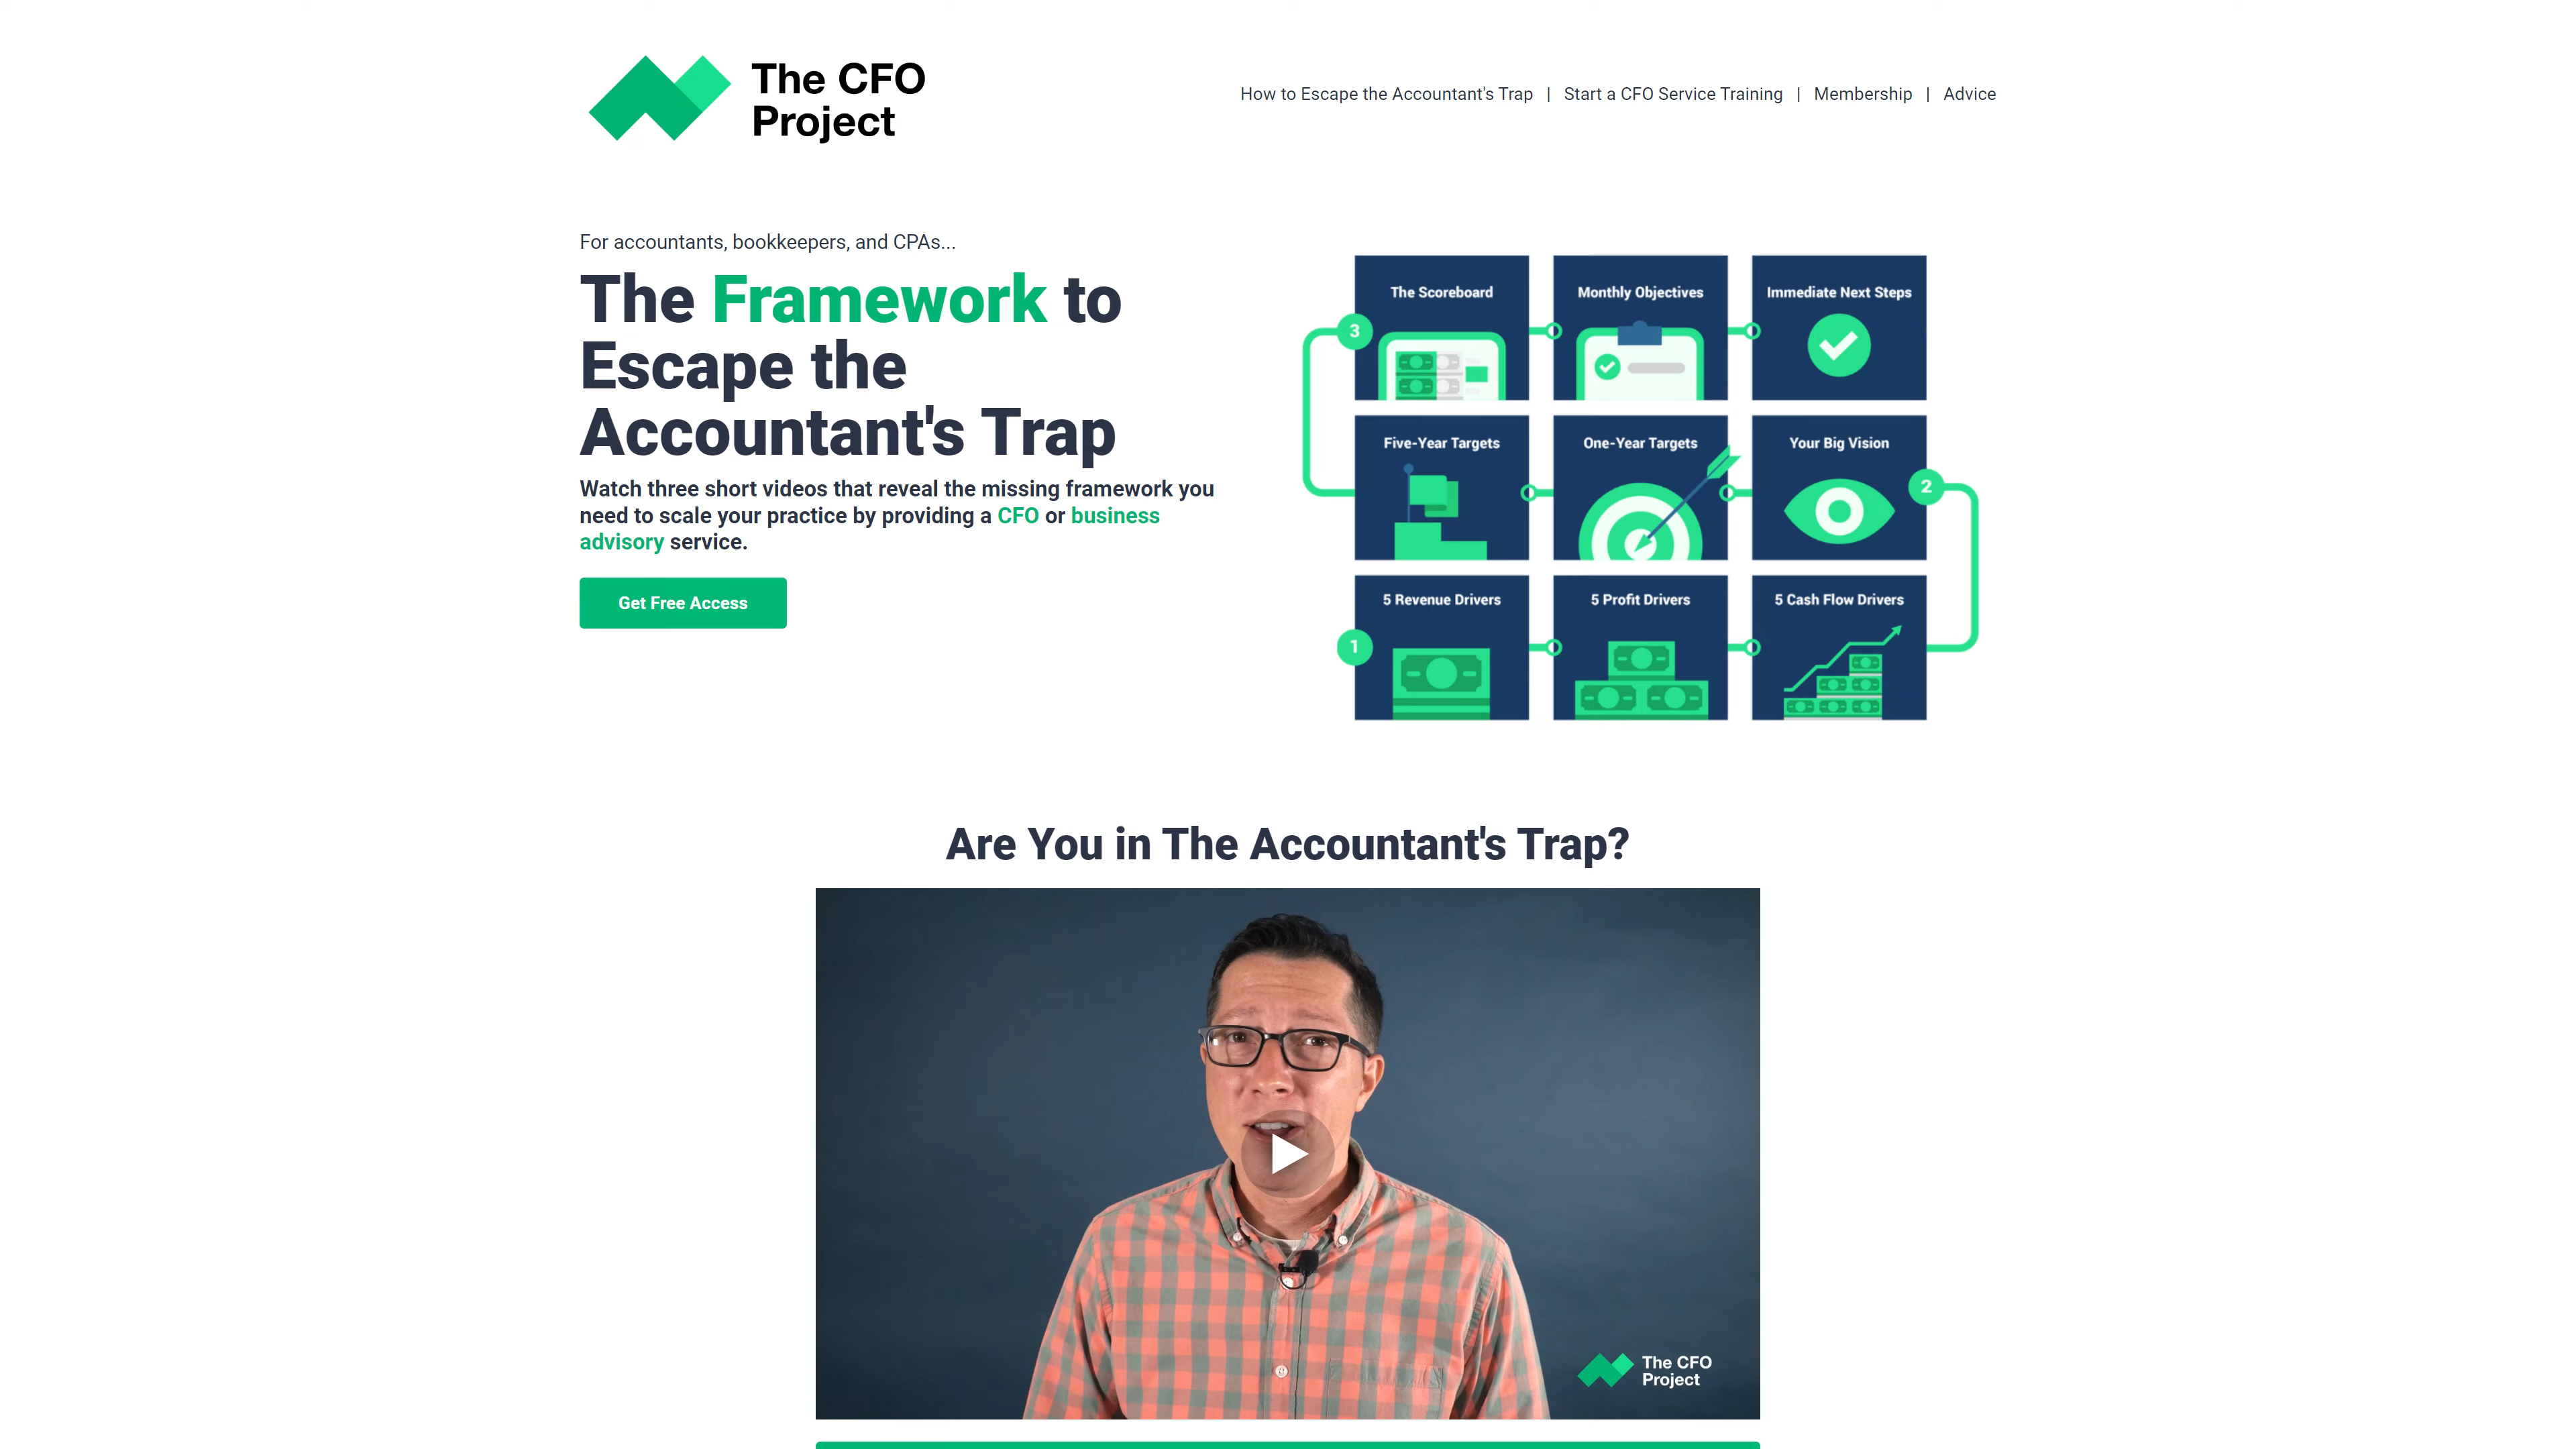 The CFO
Project
How to Escape the Accountant's Trap | Start a CFO Service Training | Membership | Advice
For accountants, bookkeepers, and CPAs...
The Framework to
Escape the
Accountant's Trap
Watch three short videos that reveal the missing framework you
need to scale your practice by providing a CFO or business
advisory service.
Get Free Access
The Scoreboard
Monthly Objectives
Immediate Next Steps
3
Five-Year Targets
One-Year Targets
Your Big Vision
2
5 Revenue Drivers
5 Profit Drivers
5 Cash Flow Drivers
1
Are You in The Accountant's Trap?
The CFO
Project